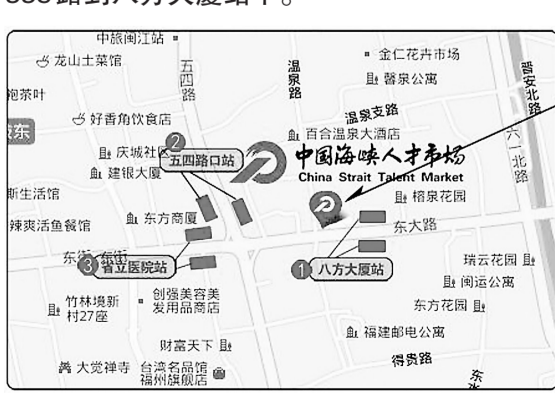 路到八方大厦站下。
中旅闽江站
龙山土菜馆
五四路
温泉路
金仁花卉市场
馨泉公寓
晋安北路
泡茶叶
好香角饮食店
温泉支路
百合温泉大酒店
六一北路
2
庆城社区
五四路口站
建银大厦
中国海峡人才市场
China Strait Talent Market
斯生活馆
榕泉花园
辣爽活鱼餐馆
东方商厦
东大路
东街
3
省立医院站
1
八方大厦站
瑞云园
闽运公寓
竹林境新
村27座
创强美容美
发用品商店
东方花园
福建邮电公寓
财富天下
得贵路
大觉禅寺
台湾名品馆
福州旗舰店
东水